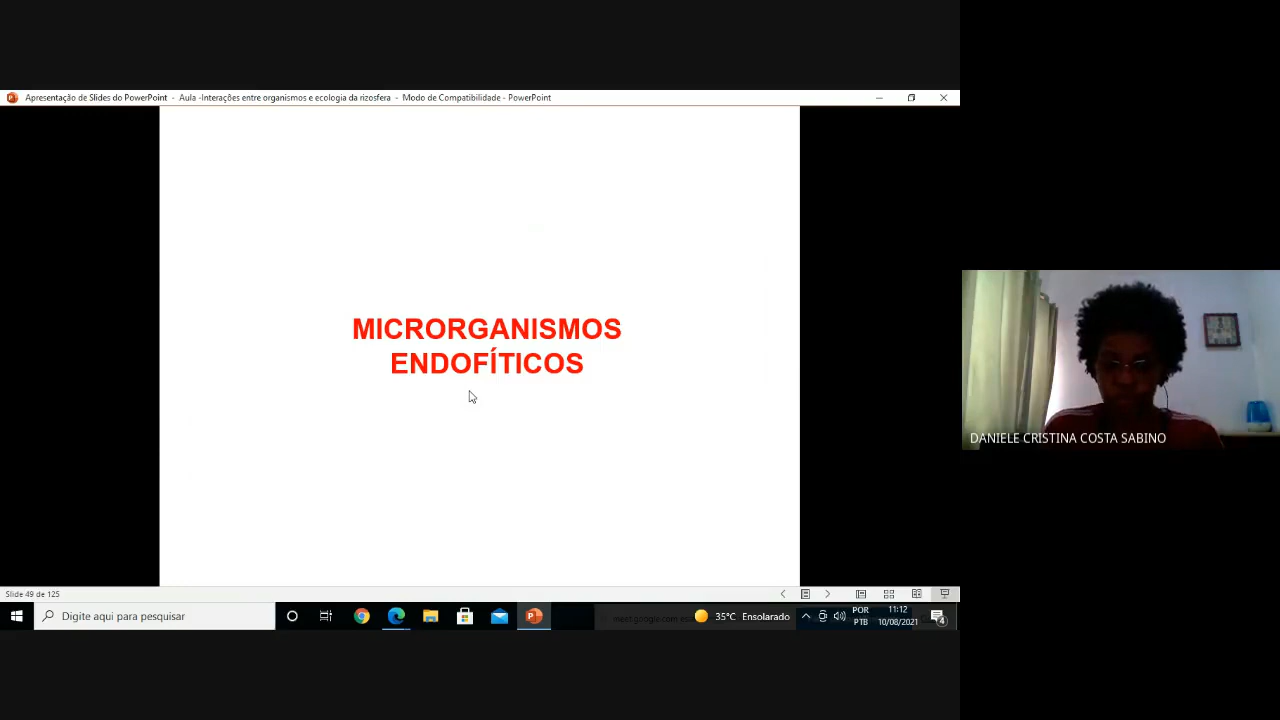 Apresentação de Slides do PowerPoint - Aula -Interações entre organismos e ecologia da rizosfera - Modo de Compatibilidade - PowerPoint
MICRORGANISMOS
ENDOFÍTICOS
DANIELE CRISTINA COSTA SABINO
Slide 49 de 125
Digite aqui para pesquisar
35°C Ensolarado
POR
PTB
11:12
10/08/2021
4